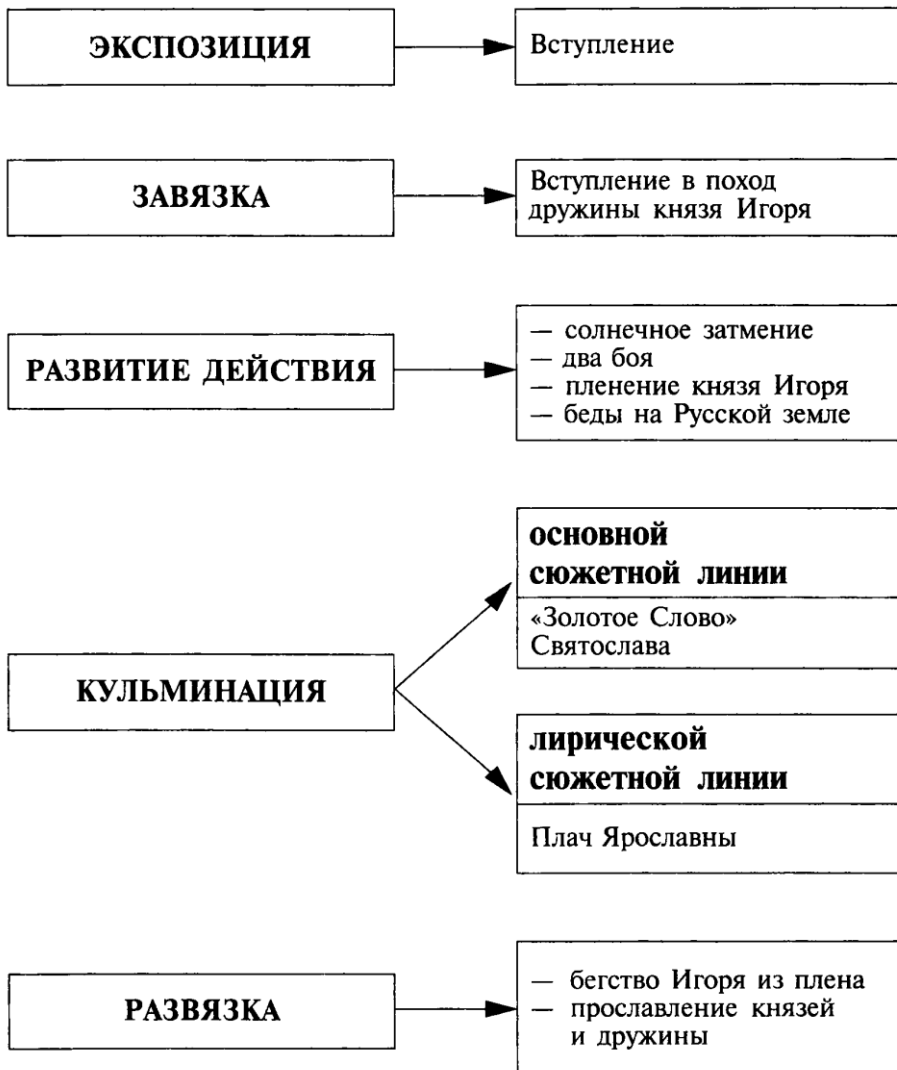 ЭКСПОЗИЦИЯ
Вступление
ЗАВЯЗКА
Вступление в поход
дружины князя Игоря
РАЗВИТИЕ ДЕЙСТВИЯ
— солнечное затмение
— два боя
— пленение князя Игоря
— беды на Русской земле
КУЛЬМИНАЦИЯ
основной
сюжетной линии
«Золотое Слово»
Святослава
лирической
сюжетной линии
Плач Ярославны
РАЗВЯЗКА
— бегство Игоря из плена
— прославление князей
и дружины